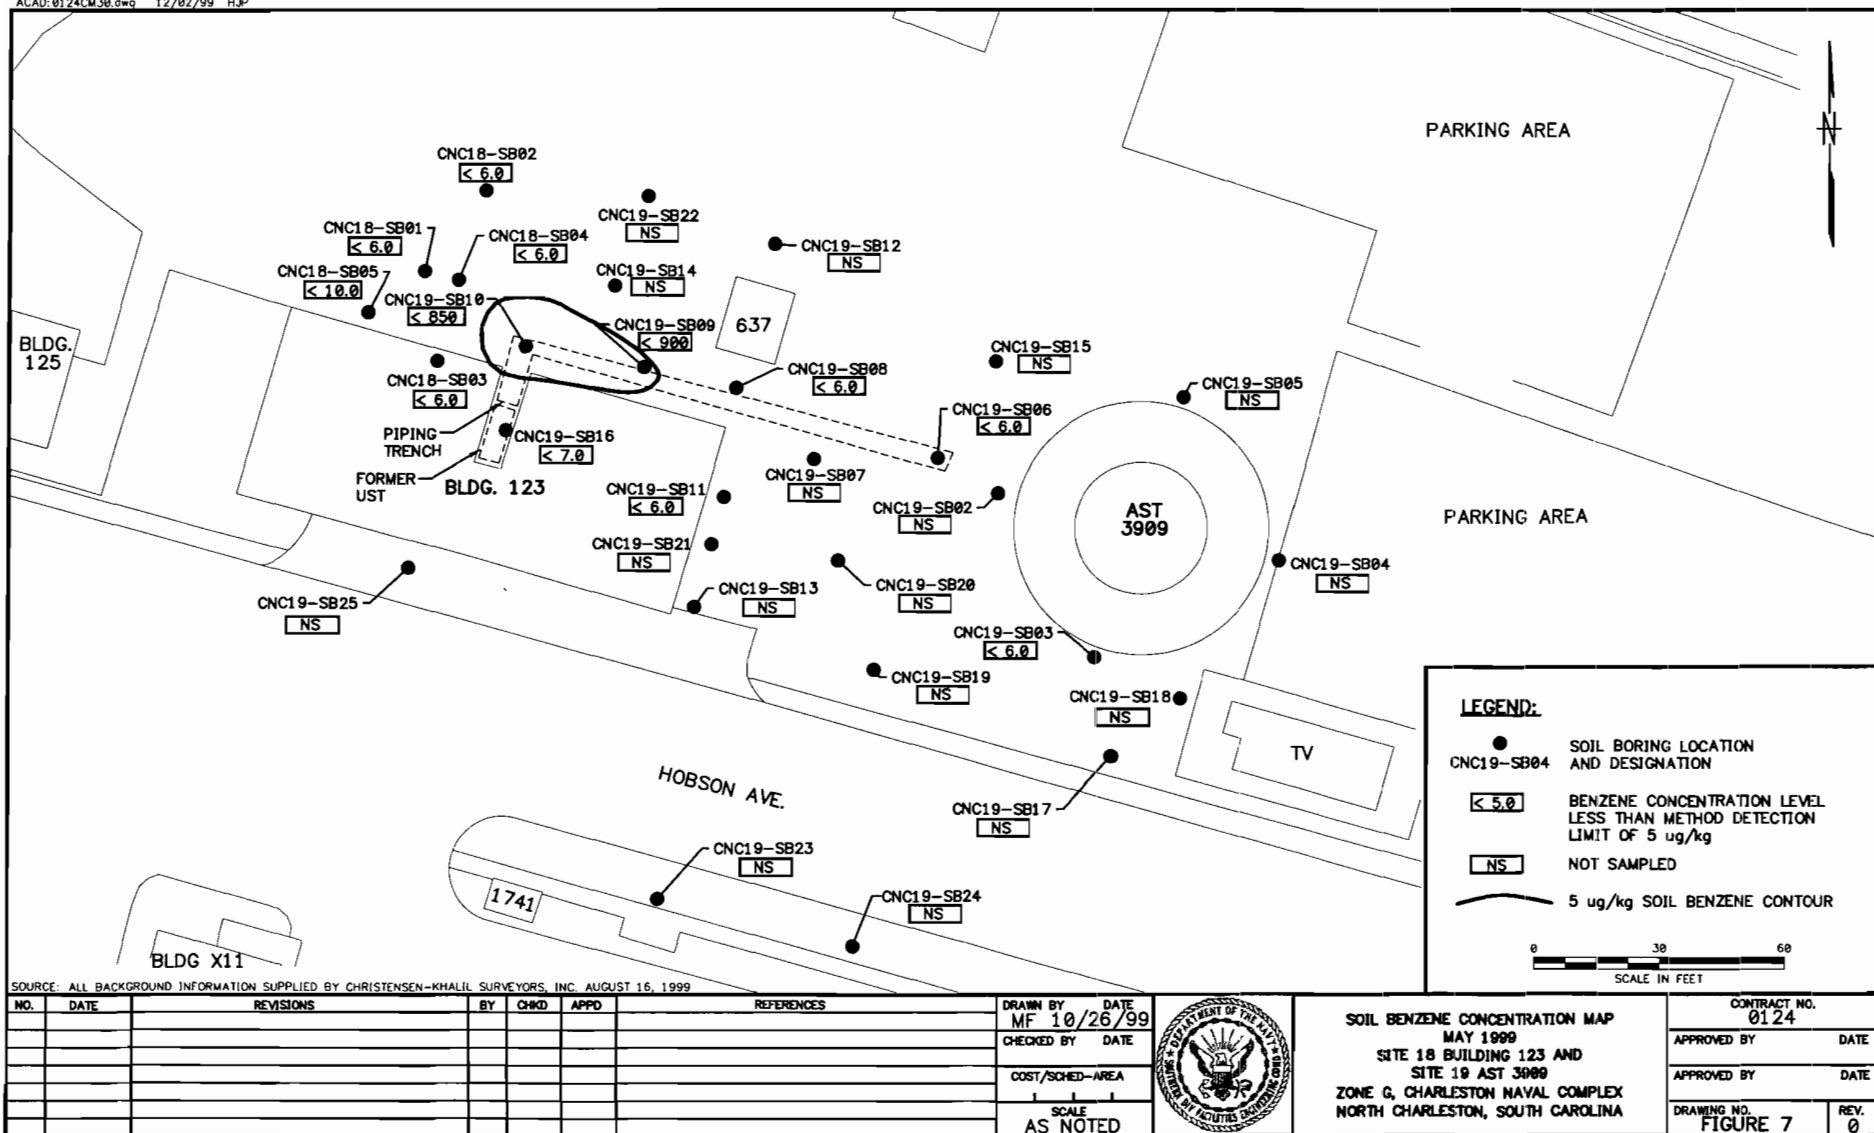 ACAD:0124CM30.dwg 12/02/99 HJP
PARKING AREA
N
CNC18-SB02
< 6.0
CNC19-SB22
NS
CNC18-SB01
< 6.0
CNC18-SB04
< 6.0
CNC19-SB12
NS
CNC18-SB05
< 10.0
CNC19-SB14
NS
CNC19-SB10
< 850
CNC19-SB09
< 900
637
BLDG.
125
CNC19-SB15
NS
CNC18-SB03
< 6.0
CNC19-SB08
< 6.0
CNC19-SB05
NS
CNC19-SB06
< 6.0
PIPING
TRENCH
CNC19-SB16
< 7.0
FORMER
UST
BLDG. 123
CNC19-SB07
NS
CNC19-SB11
< 6.0
CNC19-SB02
NS
AST
3909
PARKING AREA
CNC19-SB21
NS
CNC19-SB20
NS
CNC19-SB04
NS
CNC19-SB13
NS
CNC19-SB25
NS
CNC19-SB03
< 6.0
CNC19-SB19
NS
CNC19-SB18
NS
TV
HOBSON AVE.
CNC19-SB17
NS
CNC19-SB23
NS
CNC19-SB24
NS
1741
BLDG X11
LEGEND:
CNC19-SB04
SOIL BORING LOCATION
AND DESIGNATION
< 5.0
BENZENE CONCENTRATION LEVEL
LESS THAN METHOD DETECTION
LIMIT OF 5 ug/kg
NS
NOT SAMPLED
5 ug/kg SOIL BENZENE CONTOUR
0 30 60
SCALE IN FEET
SOURCE: ALL BACKGROUND INFORMATION SUPPLIED BY CHRISTENSEN-KHALIL SURVEYORS, INC. AUGUST 16, 1999
NO. DATE REVISIONS BY CHKD APPD REFERENCES
DRAWN BY DATE
MF 10/26/99
CHECKED BY DATE
COST/SCHED-AREA
SCALE
AS NOTED
DEPARTMENT OF THE NAVY
SOUTHERN DIV FACILITIES ENGINEERING
SOIL BENZENE CONCENTRATION MAP
MAY 1999
SITE 18 BUILDING 123 AND
SITE 19 AST 3909
ZONE G, CHARLESTON NAVAL COMPLEX
NORTH CHARLESTON, SOUTH CAROLINA
CONTRACT NO.
0124
APPROVED BY DATE
APPROVED BY DATE
DRAWING NO.
FIGURE 7
REV.
0